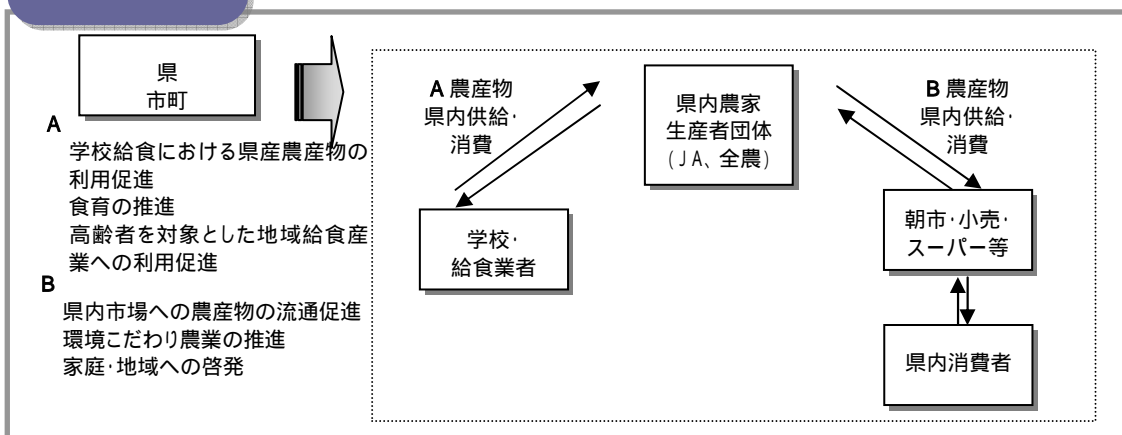 県
市町
A
学校給食における県産農産物の
利用促進
食育の推進
高齢者を対象とした地域給食産
業への利用促進
B
県内市場への農産物の流通促進
環境こだわり農業の推進
家庭・地域への啓発
A 農産物
県内供給・
消費
県内農家
生産者団体
(JA、全農)
B 農産物
県内供給・
消費
学校・
給食業者
朝市・小売・
スーパー等
県内消費者